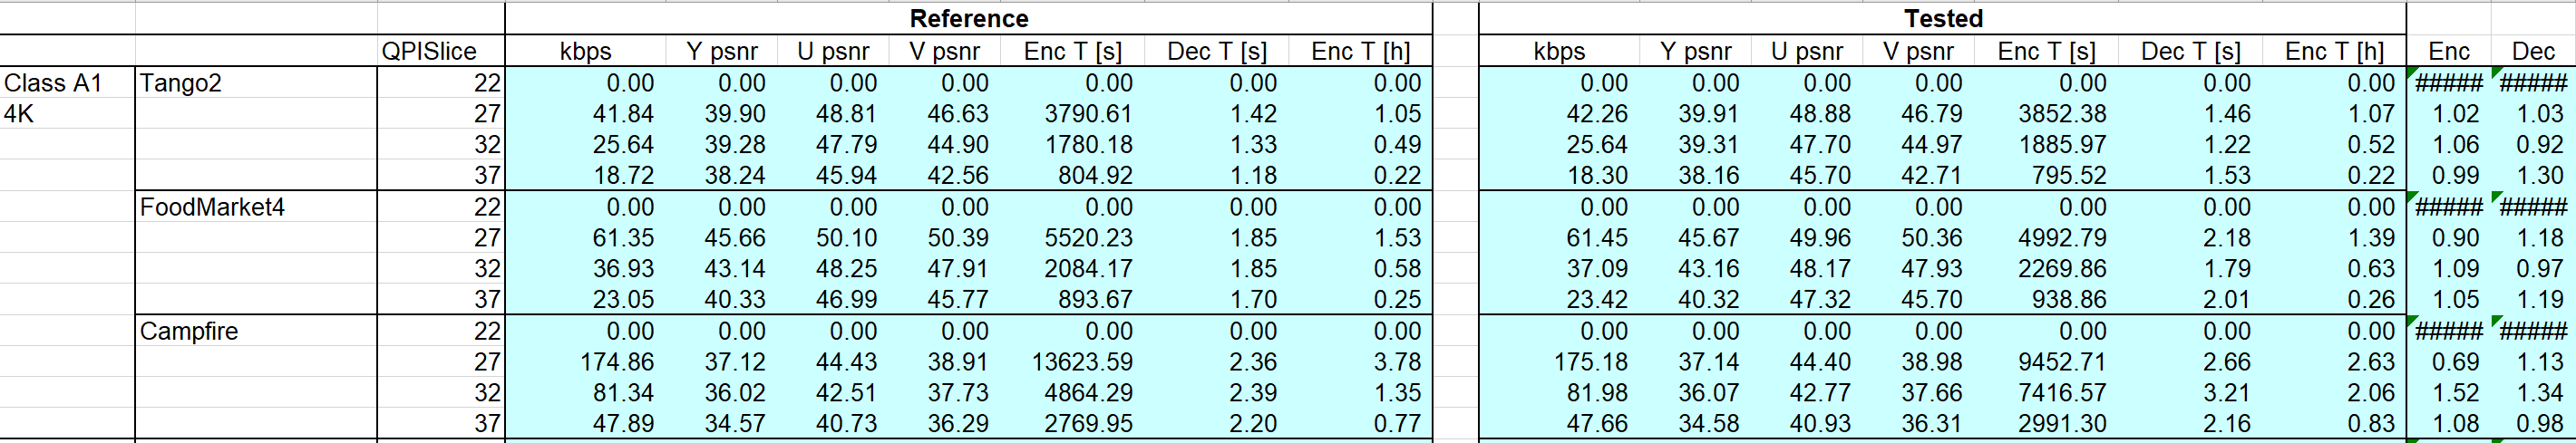 Reference Tested
QPISlice kbps Y psnr U psnr V psnr Enc T [s] Dec T [s] Enc T [h] kbps Y psnr U psnr V psnr Enc T [s] Dec T [s] Enc T [h] Enc Dec
Class A1 Tango2 22 0.00 0.00 0.00 0.00 0.00 0.00 0.00 0.00 0.00 0.00 0.00 0.00 0.00 0.00 ##### #####
4K 27 41.84 39.90 48.81 46.63 3790.61 1.42 1.05 42.26 39.91 48.88 46.79 3852.38 1.46 1.07 1.02 1.03
32 25.64 39.28 47.79 44.90 1780.18 1.33 0.49 25.64 39.31 47.70 44.97 1885.97 1.22 0.52 1.06 0.92
37 18.72 38.24 45.94 42.56 804.92 1.18 0.22 18.30 38.16 45.70 42.71 795.52 1.53 0.22 0.99 1.30
FoodMarket4 22 0.00 0.00 0.00 0.00 0.00 0.00 0.00 0.00 0.00 0.00 0.00 0.00 0.00 0.00 ##### #####
27 61.35 45.66 50.10 50.39 5520.23 1.85 1.53 61.45 45.67 49.96 50.36 4992.79 2.18 1.39 0.90 1.18
32 36.93 43.14 48.25 47.91 2084.17 1.85 0.58 37.09 43.16 48.17 47.93 2269.86 1.79 0.63 1.09 0.97
37 23.05 40.33 46.99 45.77 893.67 1.70 0.25 23.42 40.32 47.32 45.70 938.86 2.01 0.26 1.05 1.19
Campfire 22 0.00 0.00 0.00 0.00 0.00 0.00 0.00 0.00 0.00 0.00 0.00 0.00 0.00 0.00 ##### #####
27 174.86 37.12 44.43 38.91 13623.59 2.36 3.78 175.18 37.14 44.40 38.98 9452.71 2.66 2.63 0.69 1.13
32 81.34 36.02 42.51 37.73 4864.29 2.39 1.35 81.98 36.07 42.77 37.66 7416.57 3.21 2.06 1.52 1.34
37 47.89 34.57 40.73 36.29 2769.95 2.20 0.77 47.66 34.58 40.93 36.31 2991.30 2.16 0.83 1.08 0.98